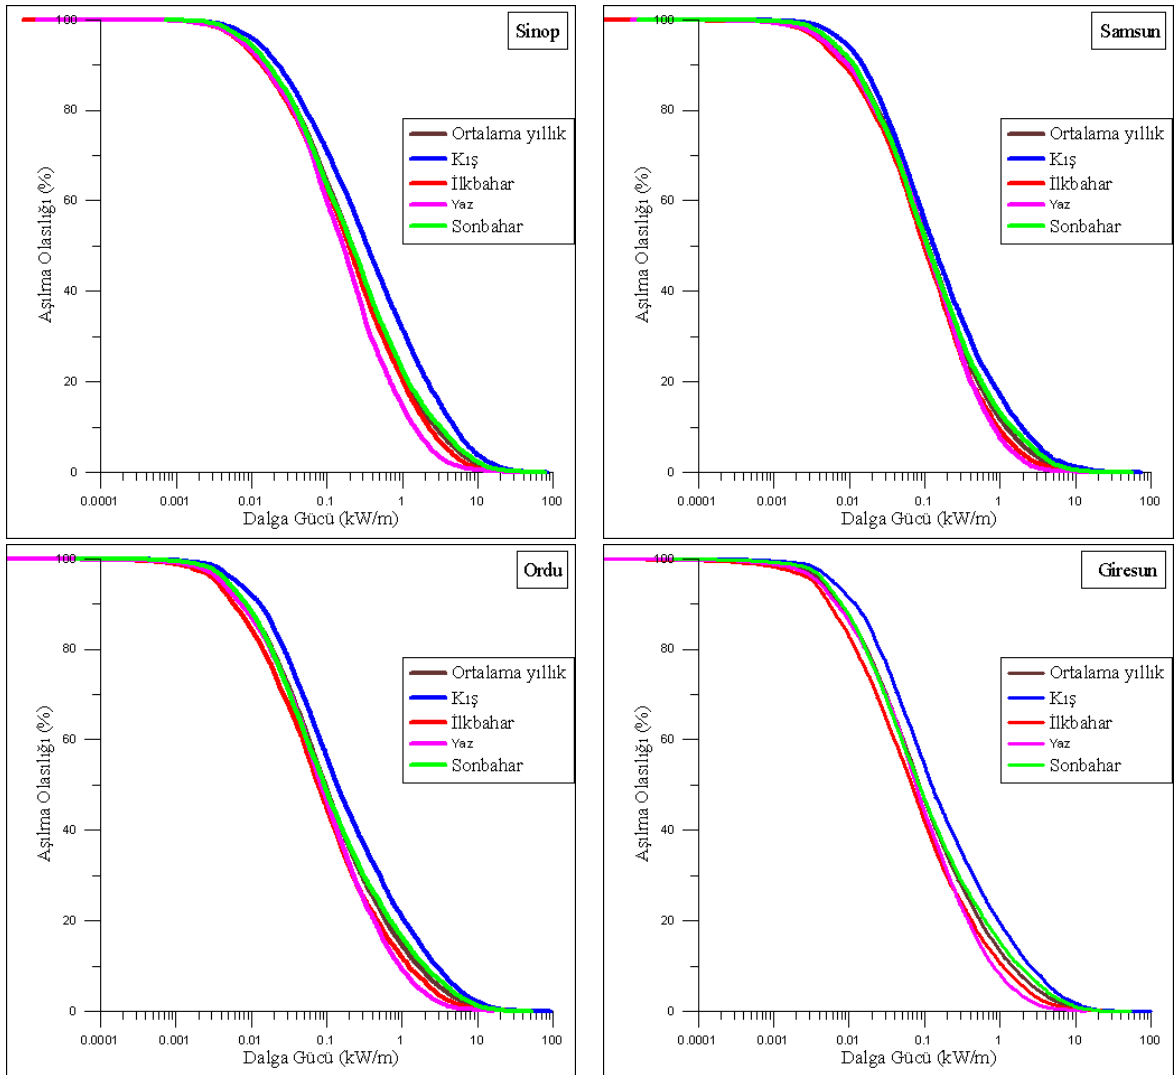 Sinop
100
80
60
40
20
0
Aşılma Olasılığı (%)
Ortalama yıllık
Kış
İlkbahar
Yaz
Sonbahar
0.0001 0.001 0.01 0.1 1 10 100
Dalga Gücü (kW/m)
Samsun
100
80
60
40
20
0
Aşılma Olasılığı (%)
Ortalama yıllık
Kış
İlkbahar
Yaz
Sonbahar
0.0001 0.001 0.01 0.1 1 10 100
Dalga Gücü (kW/m)
Ordu
100
80
60
40
20
0
Aşılma Olasılığı (%)
Ortalama yıllık
Kış
İlkbahar
Yaz
Sonbahar
0.0001 0.001 0.01 0.1 1 10 100
Dalga Gücü (kW/m)
Giresun
100
80
60
40
20
0
Aşılma Olasılığı (%)
Ortalama yıllık
Kış
İlkbahar
Yaz
Sonbahar
0.0001 0.001 0.01 0.1 1 10 100
Dalga Gücü (kW/m)